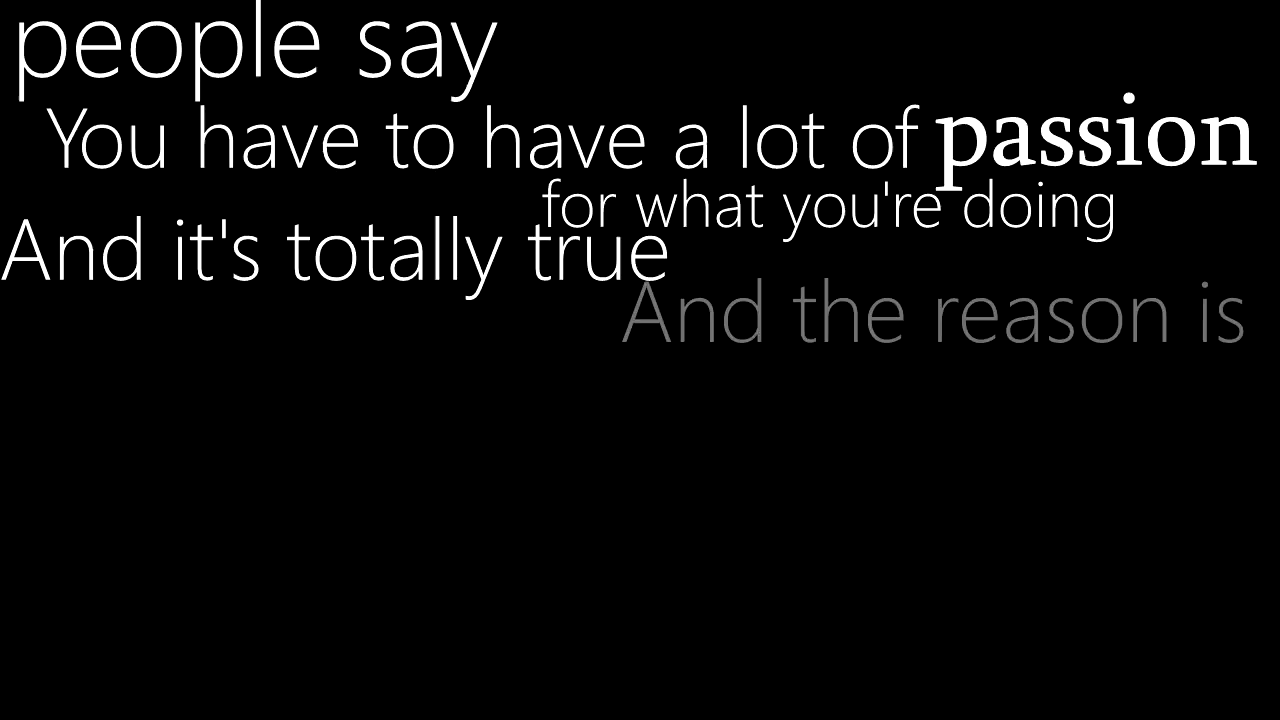 people say
You have to have a lot of passion
for what you're doing
And it's totally true
And the reason is